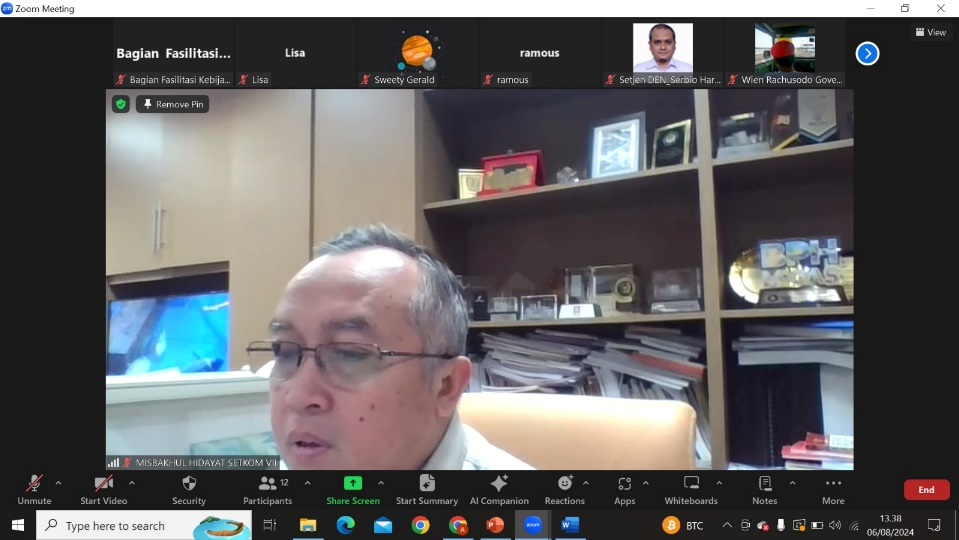 Zoom Meeting
View
Bagian Fasilitasi...
Lisa
ramous
Bagian Fasilitasi Kebija...
Lisa
Sweety Gerald
ramous
Setjen DEN_Serbio Har...
Wien Rachusodo Gove...
Remove Pin
BPH
MIGAS
MISBAKHUL HIDAYAT SETKOM VII
Unmute
Start Video
Security
Participants
12
Share Screen
Start Summary
AI Companion
Reactions
Apps
Whiteboards
Notes
More
End
Type here to search
zoom
BTC
13.38
06/08/2024